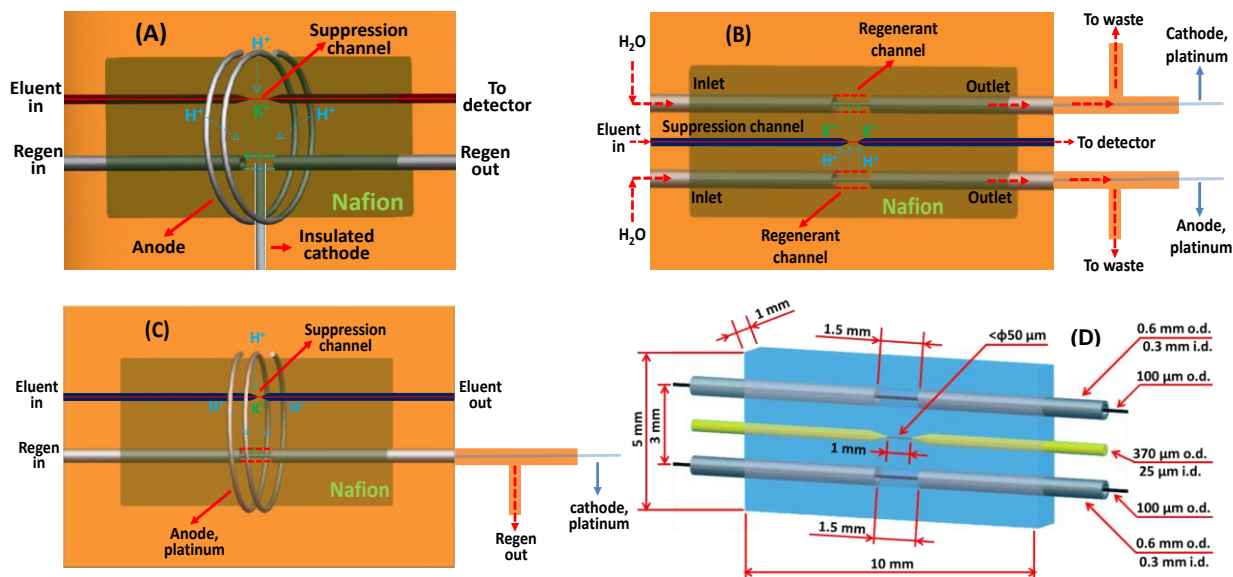 (A)
H⁺
Suppression
channel
Eluent
in
H⁺
K⁺
H⁺
To
detector
Regen
in
Regen
out
Nafion
Anode
Insulated
cathode
(B)
Regenerant
channel
To waste
Cathode,
platinum
H₂O
Inlet
Outlet
Eluent
in
Suppression channel
K⁺
K⁺
H⁺
H⁺
To detector
Inlet
Outlet
H₂O
Nafion
Regenerant
channel
To waste
Anode,
platinum
(C)
H⁺
Suppression
channel
Eluent
in
H⁺
K⁺
H⁺
Eluent
out
Regen
in
Nafion
Anode,
platinum
Regen
out
cathode,
platinum
(D)
1 mm
1.5 mm
<ϕ50 µm
0.6 mm o.d.
0.3 mm i.d.
100 µm o.d.
5 mm
3 mm
1 mm
370 µm o.d.
25 µm i.d.
100 µm o.d.
1.5 mm
0.6 mm o.d.
0.3 mm i.d.
10 mm